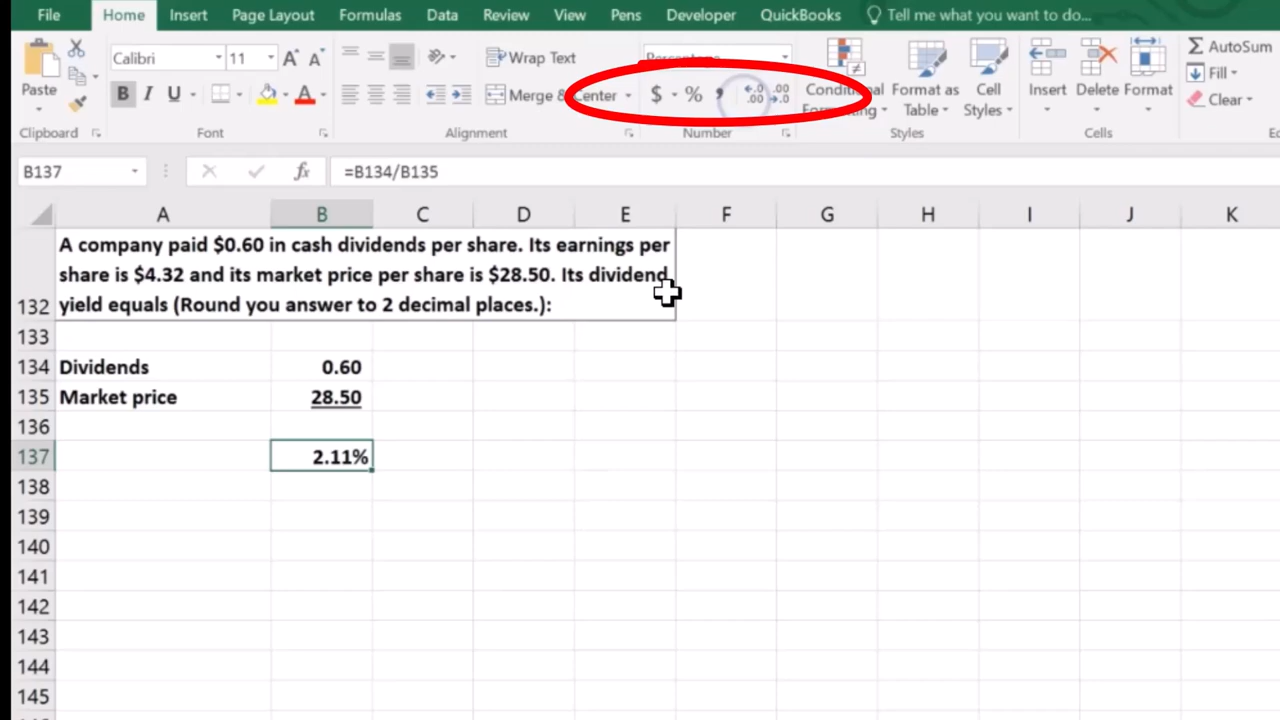 File Home Insert Page Layout Formulas Data Review View Pens Developer QuickBooks Tell me what you want to do...
Calibri 11 A A Wrap Text Percentage Σ AutoSum
Paste B I U A Merge & Center $ % , .00 .00 .0 Conditional Format as Cell Insert Delete Format Fill
Formatting Table Styles Clear
Clipboard Font Alignment Number Styles Cells
B137 fx =B134/B135
A B C D E F G H I J K
A company paid $0.60 in cash dividends per share. Its earnings per
share is $4.32 and its market price per share is $28.50. Its dividend
132 yield equals (Round you answer to 2 decimal places.):
133
134 Dividends 0.60
135 Market price 28.50
136
137 2.11%
138
139
140
141
142
143
144
145